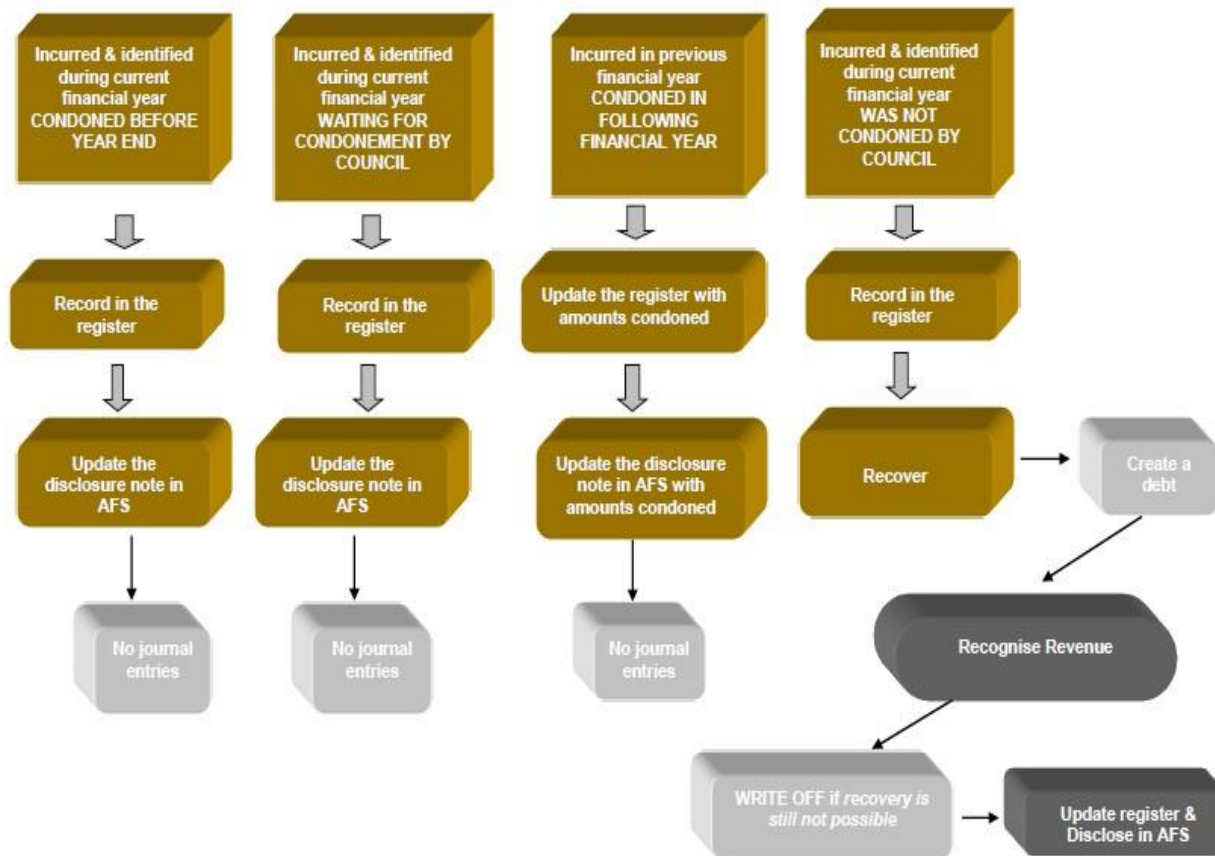 Incurred & identified
during current
financial year
CONDONED BEFORE
YEAR END
Incurred & identified
during current
financial year
WAITING FOR
CONDONEMENT BY
COUNCIL
Incurred in previous
financial year
CONDONED IN
FOLLOWING
FINANCIAL YEAR
Incurred & identified
during current
financial year
WAS NOT
CONDONED BY
COUNCIL
Record in the
register
Record in the
register
Update the register with
amounts condoned
Record in the
register
Update the
disclosure note in
AFS
Update the
disclosure note in
AFS
Update the disclosure
note in AFS with
amounts condoned
Recover
Create a
debt
No journal
entries
No journal
entries
No journal
entries
Recognise Revenue
WRITE OFF if recovery is
still not possible
Update register &
Disclose in AFS